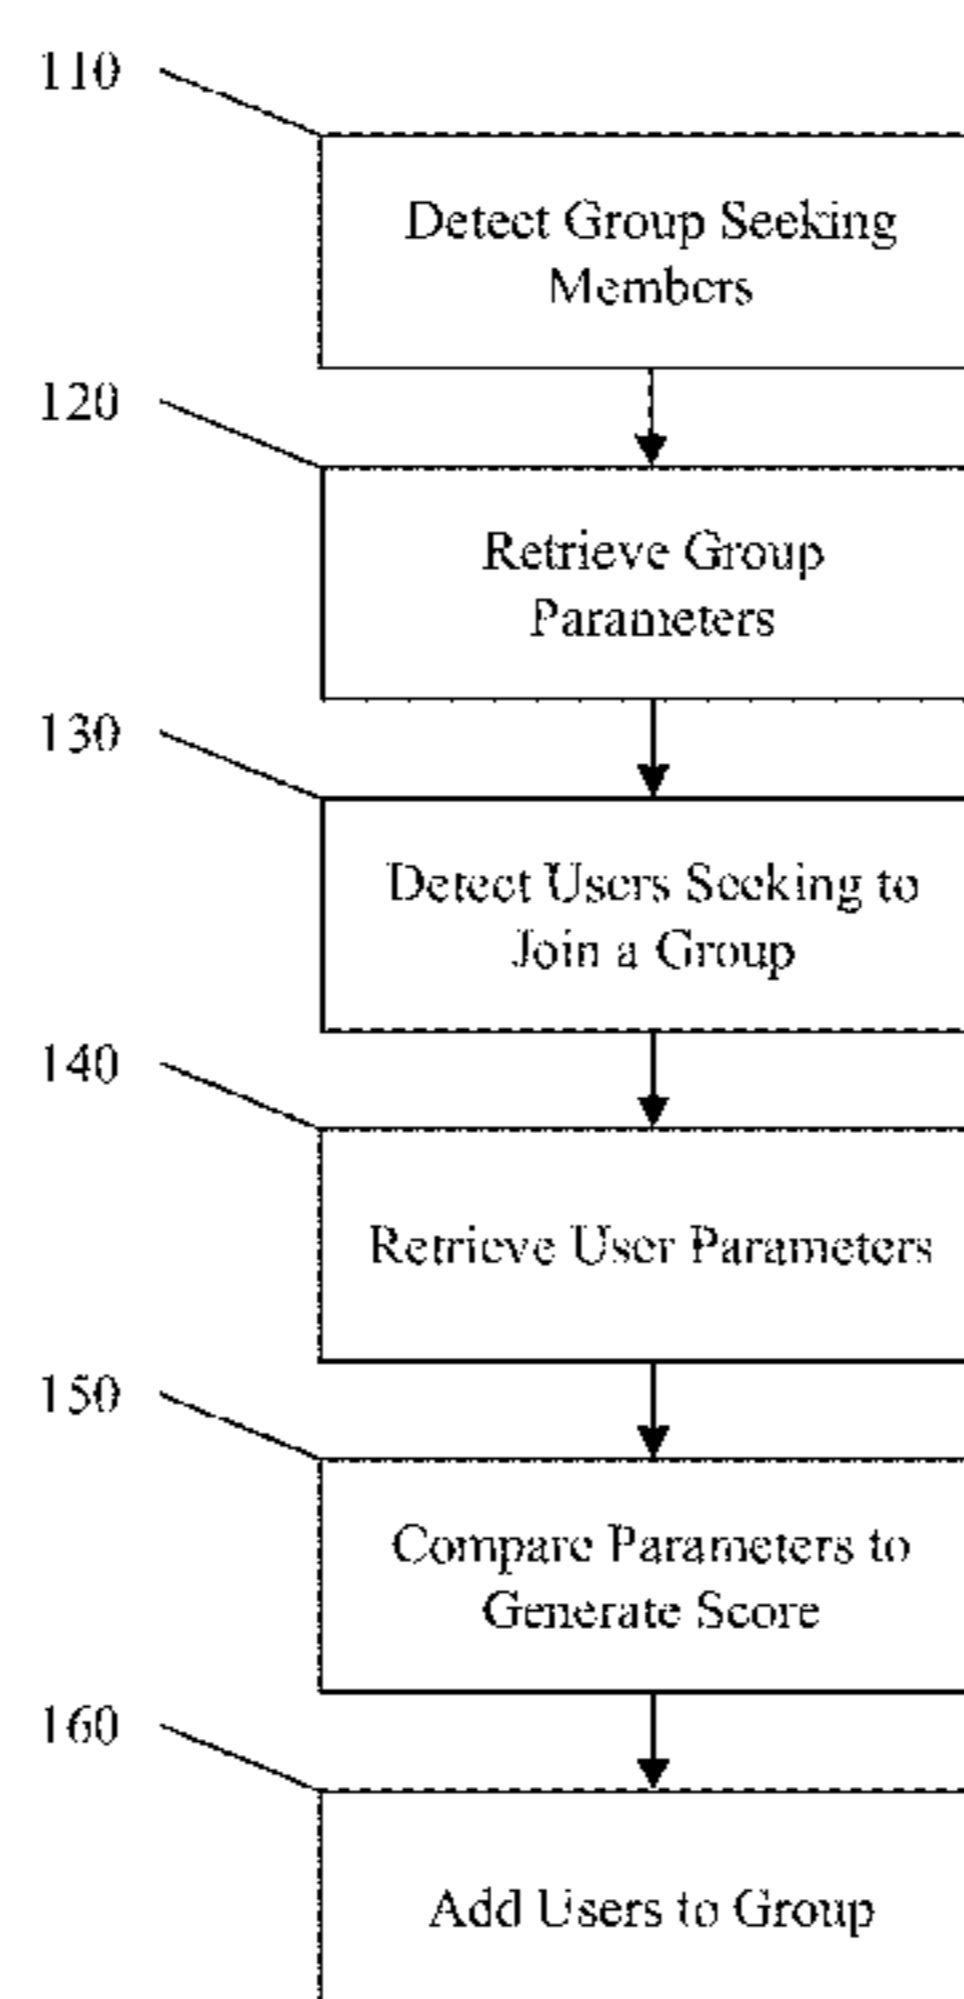 110
Detect Group Seeking
Members
120
Retrieve Group
Parameters
130
Detect Users Seeking to
Join a Group
140
Retrieve User Parameters
150
Compare Parameters to
Generate Score
160
Add Users to Group